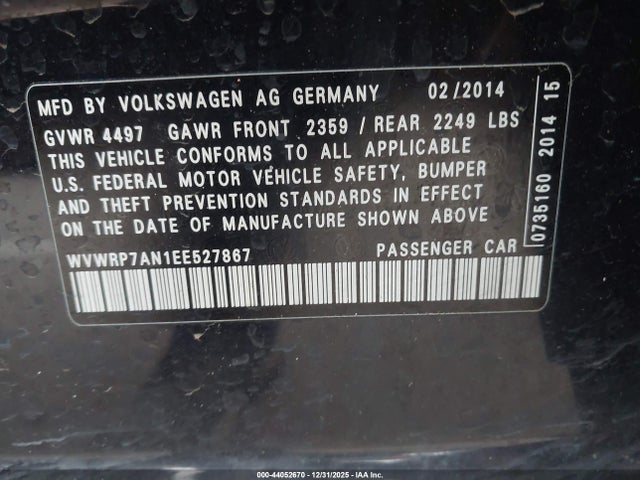 MFD BY VOLKSWAGEN AG GERMANY 02/2014
GVWR 4497 GAWR FRONT 2359 / REAR 2249 LBS
THIS VEHICLE CONFORMS TO ALL APPLICABLE
U.S. FEDERAL MOTOR VEHICLE SAFETY, BUMPER
AND THEFT PREVENTION STANDARDS IN EFFECT
ON THE DATE OF MANUFACTURE SHOWN ABOVE
WVWRP7AN1EE527867 PASSENGER CAR
0735160 2014 15
000-44052670 - 12/31/2025 - IAA Inc.